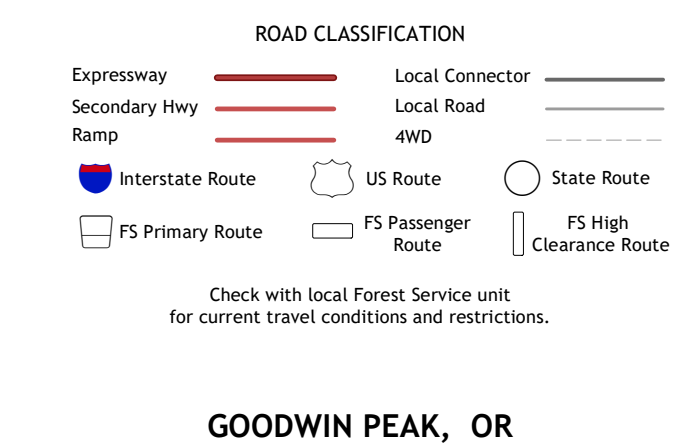 ROAD CLASSIFICATION
Expressway
Local Connector
Secondary Hwy
Local Road
Ramp
4WD
Interstate Route
US Route
State Route
FS Primary Route
FS Passenger
Route
FS High
Clearance Route
Check with local Forest Service unit
for current travel conditions and restrictions.
GOODWIN PEAK, OR